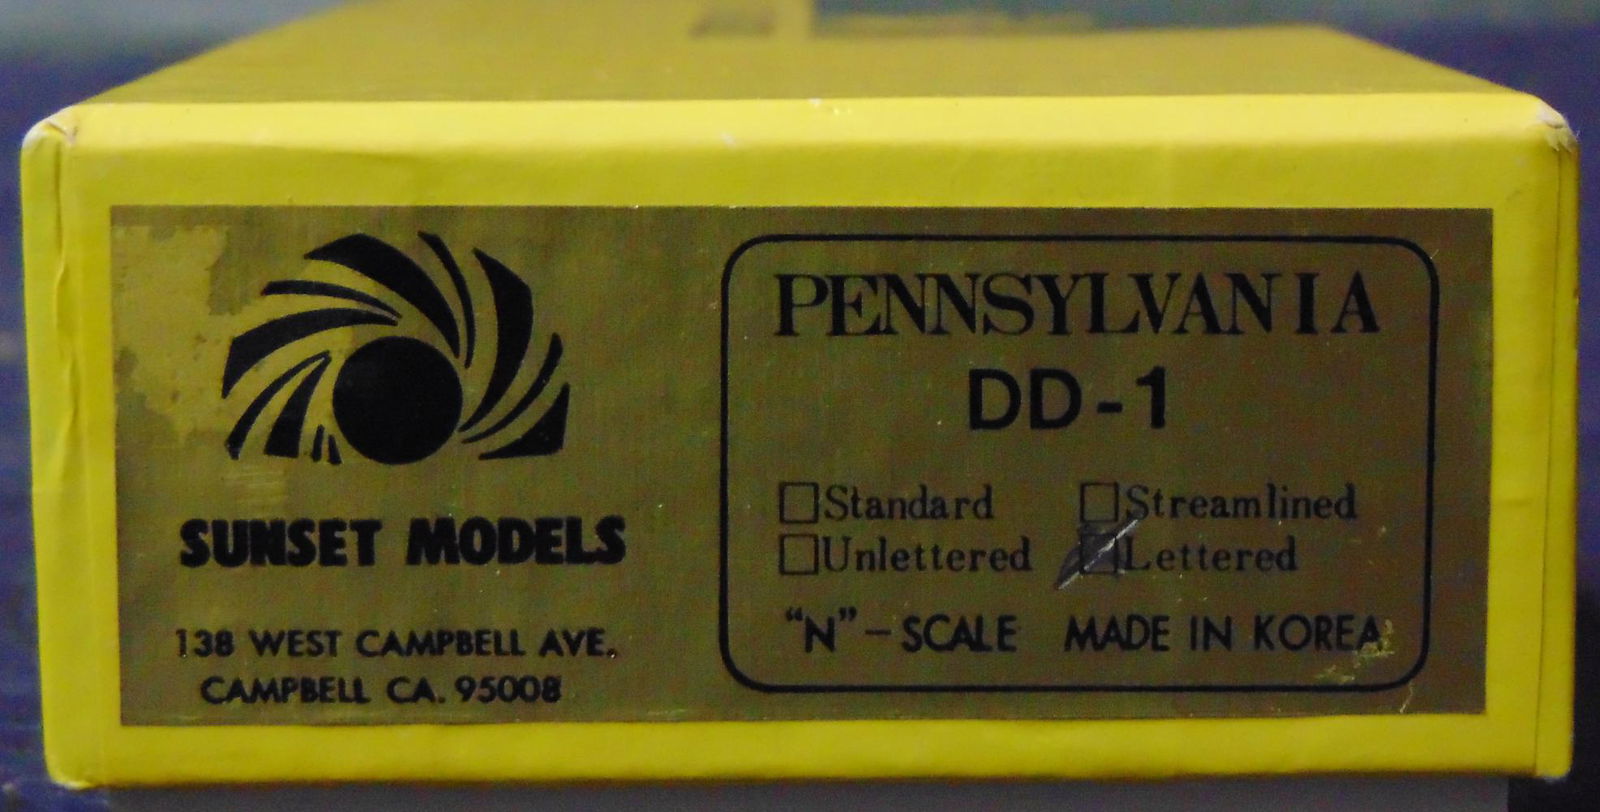 SUNSET MODELS
138 WEST CAMPBELL AVE.
CAMPBELL CA. 95008
PENNSYLVANIA
DD-1
☐Standard ☐Streamlined
☐Unlettered ☑Lettered
“N”–SCALE MADE IN KOREA